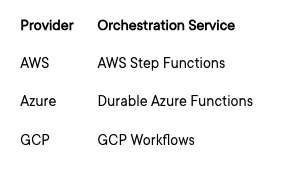 Provider Orchestration Service
AWS AWS Step Functions
Azure Durable Azure Functions
GCP GCP Workflows